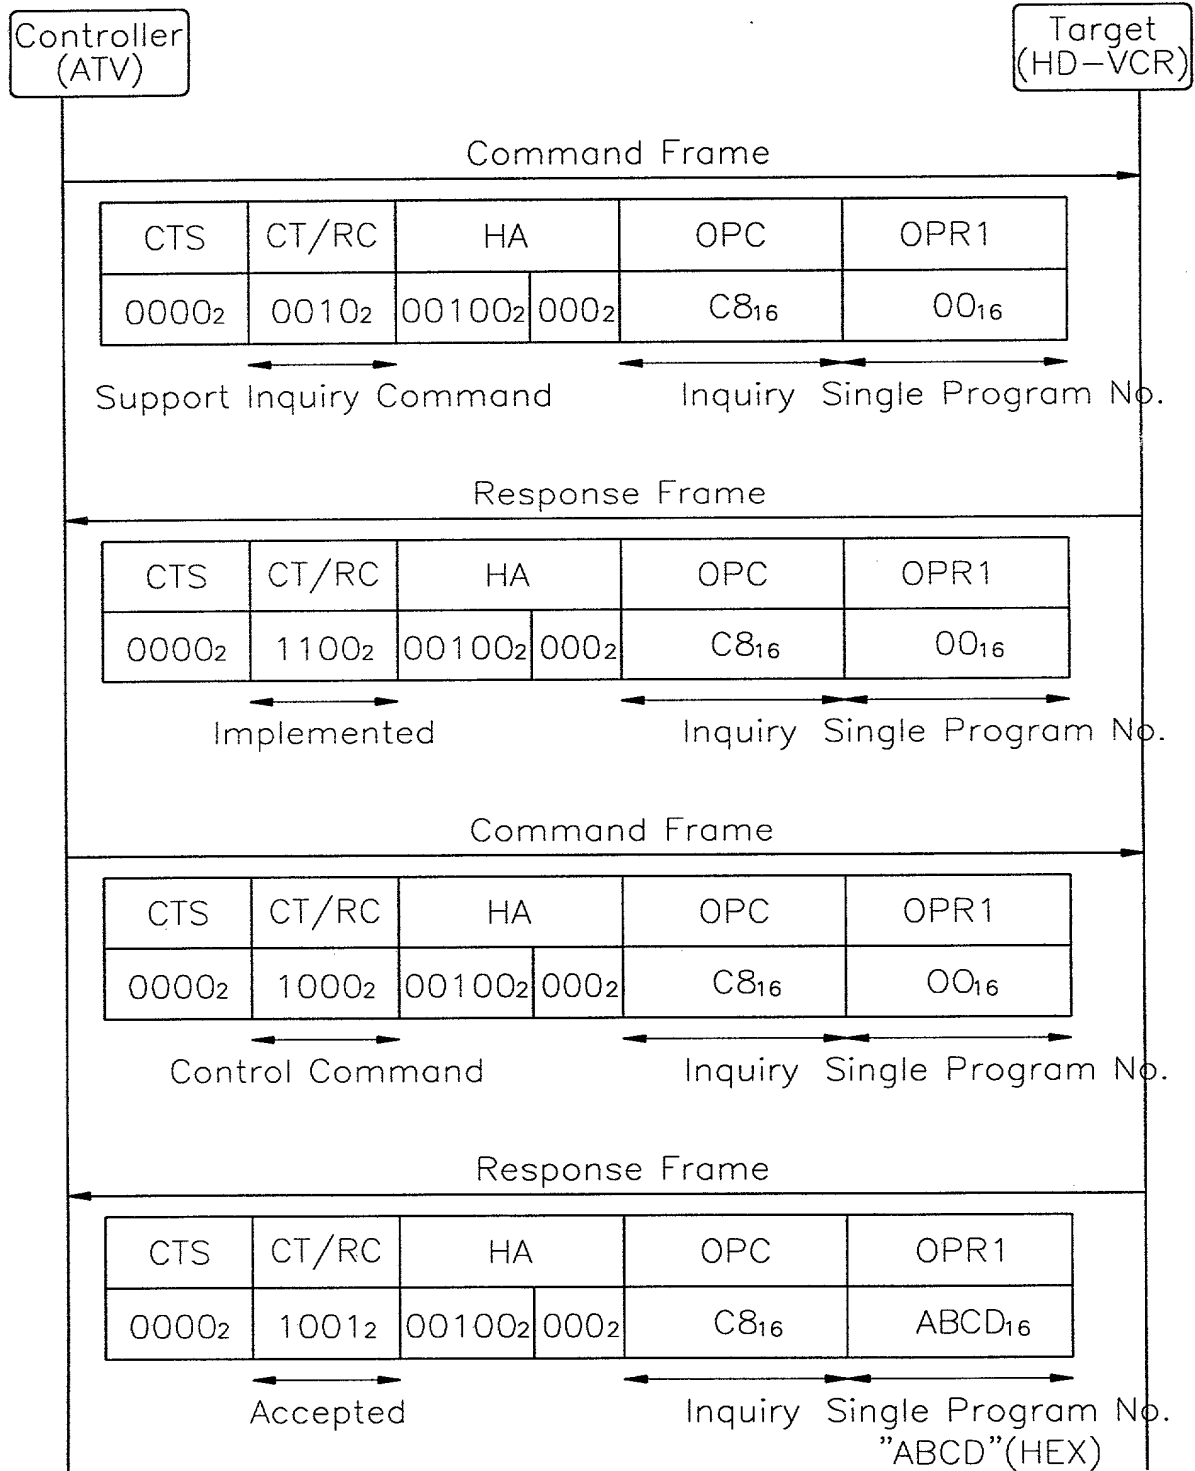 Controller
(ATV)
Target
(HD-VCR)
Command Frame
CTS CT/RC HA OPC OPR1
0000₂ 0010₂ 00100₂ 000₂ C8₁₆ 00₁₆
Support Inquiry Command Inquiry Single Program No.
Response Frame
CTS CT/RC HA OPC OPR1
0000₂ 1100₂ 00100₂ 000₂ C8₁₆ 00₁₆
Implemented Inquiry Single Program No.
Command Frame
CTS CT/RC HA OPC OPR1
0000₂ 1000₂ 00100₂ 000₂ C8₁₆ 00₁₆
Control Command Inquiry Single Program No.
Response Frame
CTS CT/RC HA OPC OPR1
0000₂ 1001₂ 00100₂ 000₂ C8₁₆ ABCD₁₆
Accepted Inquiry Single Program No.
"ABCD"(HEX)